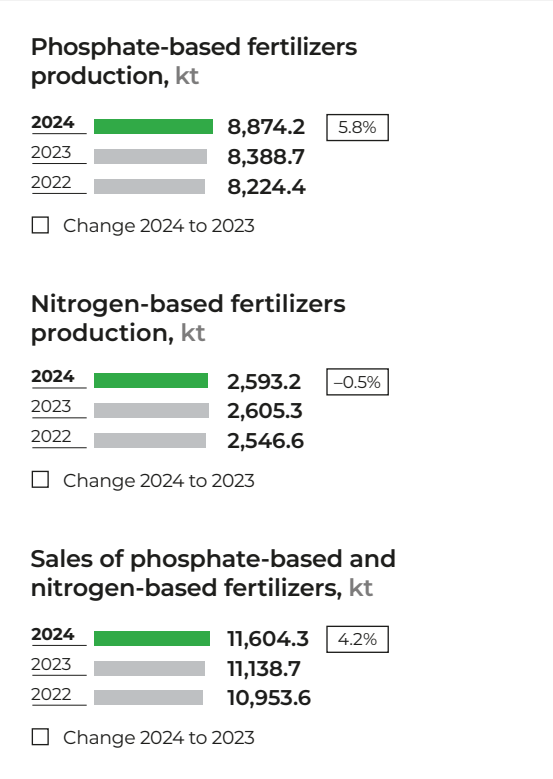 Phosphate-based fertilizers
production, kt
2024 8,874.2 5.8%
2023 8,388.7
2022 8,224.4
Change 2024 to 2023
Nitrogen-based fertilizers
production, kt
2024 2,593.2 –0.5%
2023 2,605.3
2022 2,546.6
Change 2024 to 2023
Sales of phosphate-based and
nitrogen-based fertilizers, kt
2024 11,604.3 4.2%
2023 11,138.7
2022 10,953.6
Change 2024 to 2023